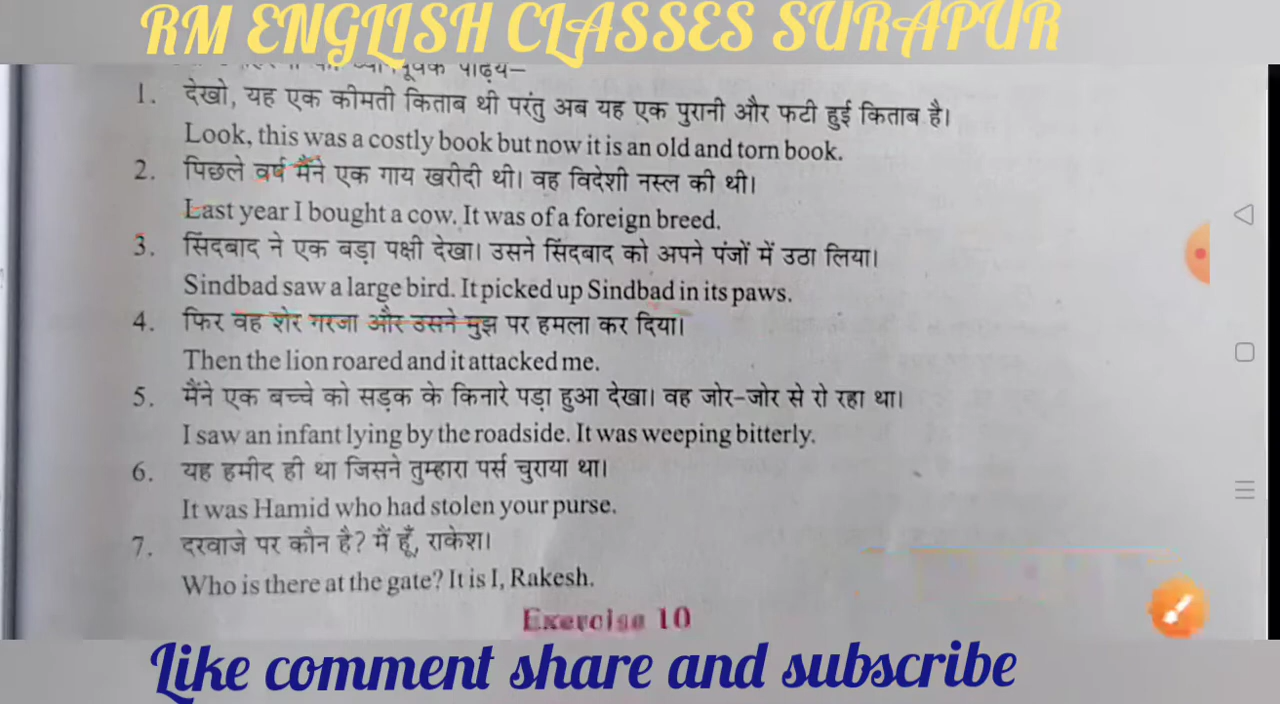 RM ENGLISH CLASSES SURAPUR
1. देखो, यह एक कीमती किताब थी परंतु अब यह एक पुरानी और फटी हुई किताब है।
Look, this was a costly book but now it is an old and torn book.
2. पिछले वर्ष मैंने एक गाय खरीदी थी। वह विदेशी नस्ल की थी।
Last year I bought a cow. It was of a foreign breed.
3. सिंदबाद ने एक बड़ा पक्षी देखा। उसने सिंदबाद को अपने पंजों में उठा लिया।
Sindbad saw a large bird. It picked up Sindbad in its paws.
4. फिर वह शेर गरजा और उसने मुझ पर हमला कर दिया।
Then the lion roared and it attacked me.
5. मैंने एक बच्चे को सड़क के किनारे पड़ा हुआ देखा। वह जोर-जोर से रो रहा था।
I saw an infant lying by the roadside. It was weeping bitterly.
6. यह हमीद ही था जिसने तुम्हारा पर्स चुराया था।
It was Hamid who had stolen your purse.
7. दरवाजे पर कौन है? मैं हूँ, राकेश।
Who is there at the gate? It is I, Rakesh.
Exercise 10
Like comment share and subscribe